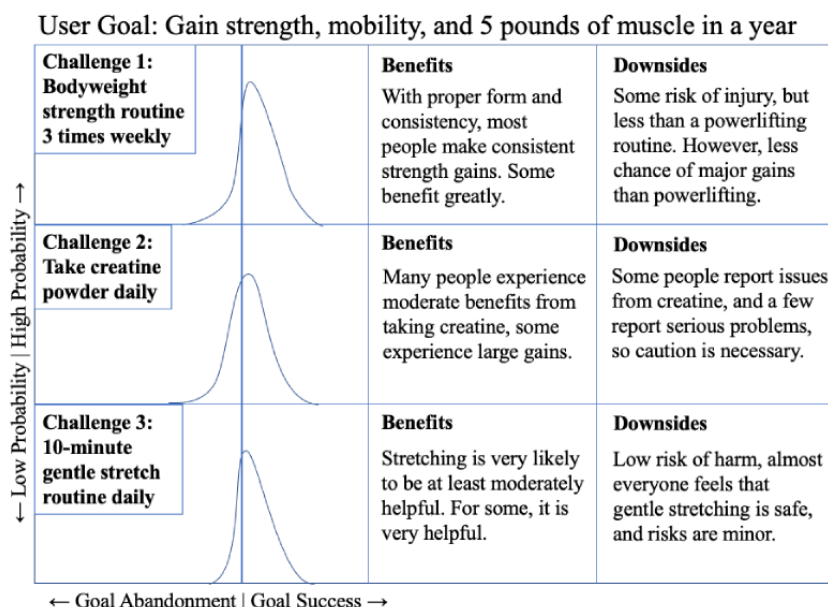 User Goal: Gain strength, mobility, and 5 pounds of muscle in a year
Challenge 1:
Bodyweight
strength routine
3 times weekly
Benefits
With proper form and
consistency, most
people make consistent
strength gains. Some
benefit greatly.
Downsides
Some risk of injury, but
less than a powerlifting
routine. However, less
chance of major gains
than powerlifting.
Challenge 2:
Take creatine
powder daily
Benefits
Many people experience
moderate benefits from
taking creatine, some
experience large gains.
Downsides
Some people report issues
from creatine, and a few
report serious problems,
so caution is necessary.
Challenge 3:
10-minute
gentle stretch
routine daily
Benefits
Stretching is very likely
to be at least moderately
helpful. For some, it is
very helpful.
Downsides
Low risk of harm, almost
everyone feels that
gentle stretching is safe,
and risks are minor.
← Low Probability | High Probability →
← Goal Abandonment | Goal Success →